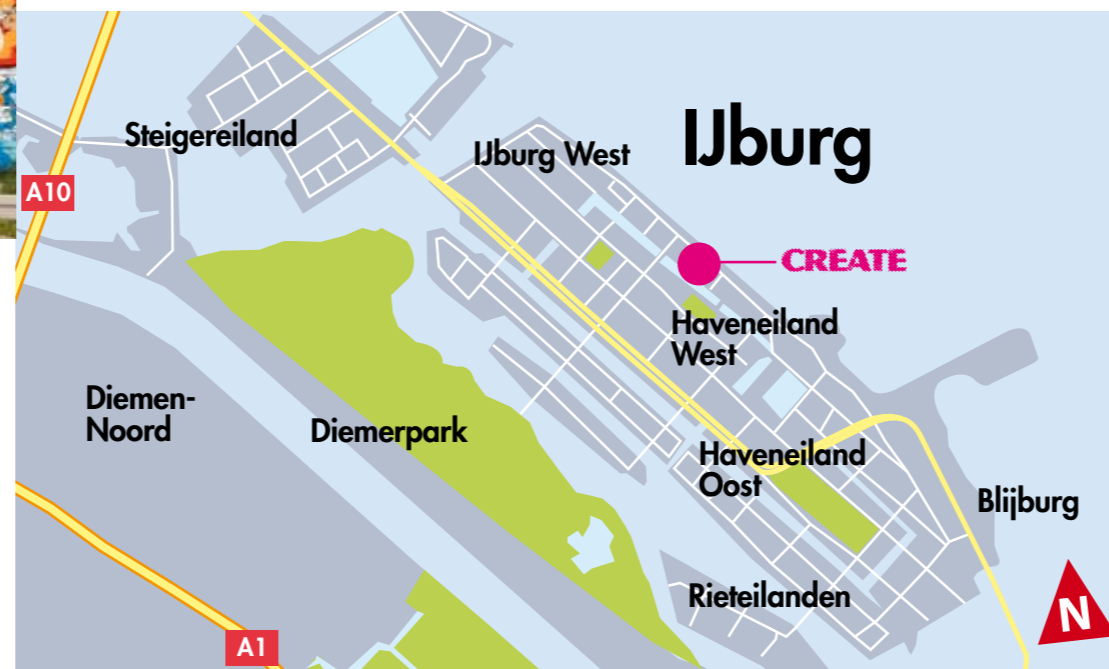 Steigereiland
IJburg West
IJburg
A10
CREATE
Haveneiland
West
Diemen-
Noord
Diemerpark
Haveneiland
Oost
Blijburg
Rieteilanden
N
A1